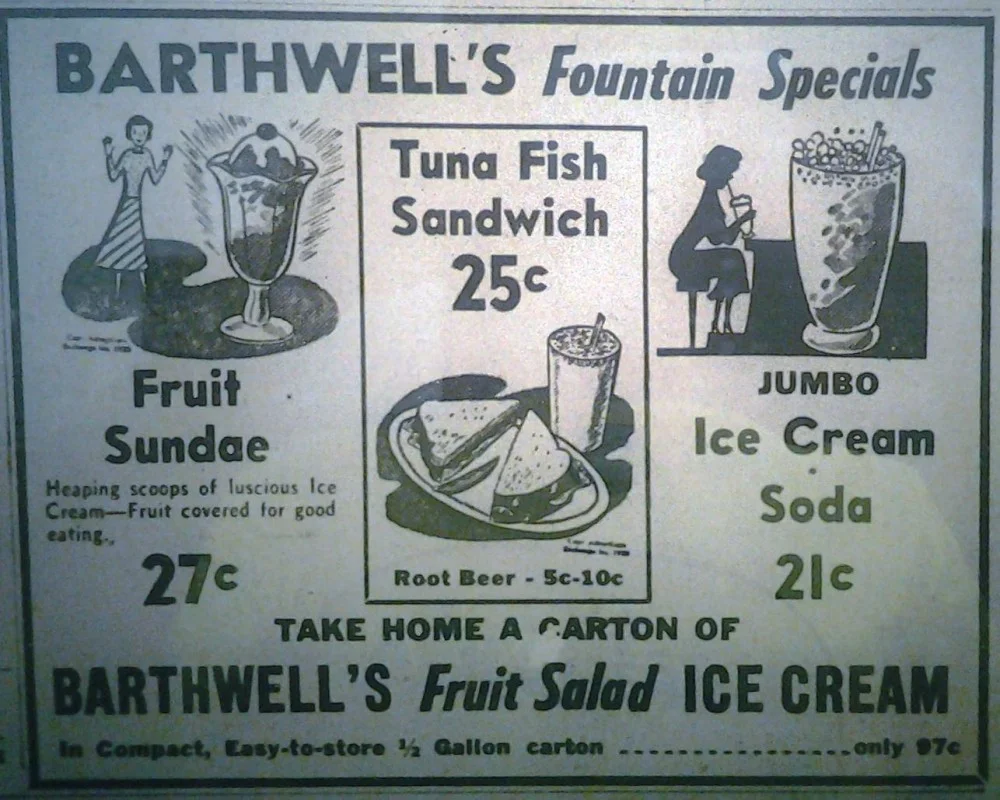 BARTHWELL'S Fountain Specials
Fruit
Sundae
Heaping scoops of luscious Ice
Cream—Fruit covered for good
eating.,
27c
Tuna Fish
Sandwich
25c
Root Beer - 5c-10c
JUMBO
Ice Cream
Soda
21c
TAKE HOME A CARTON OF
BARTHWELL'S Fruit Salad ICE CREAM
In Compact, Easy-to-store ½ Gallon carton ................only 97c